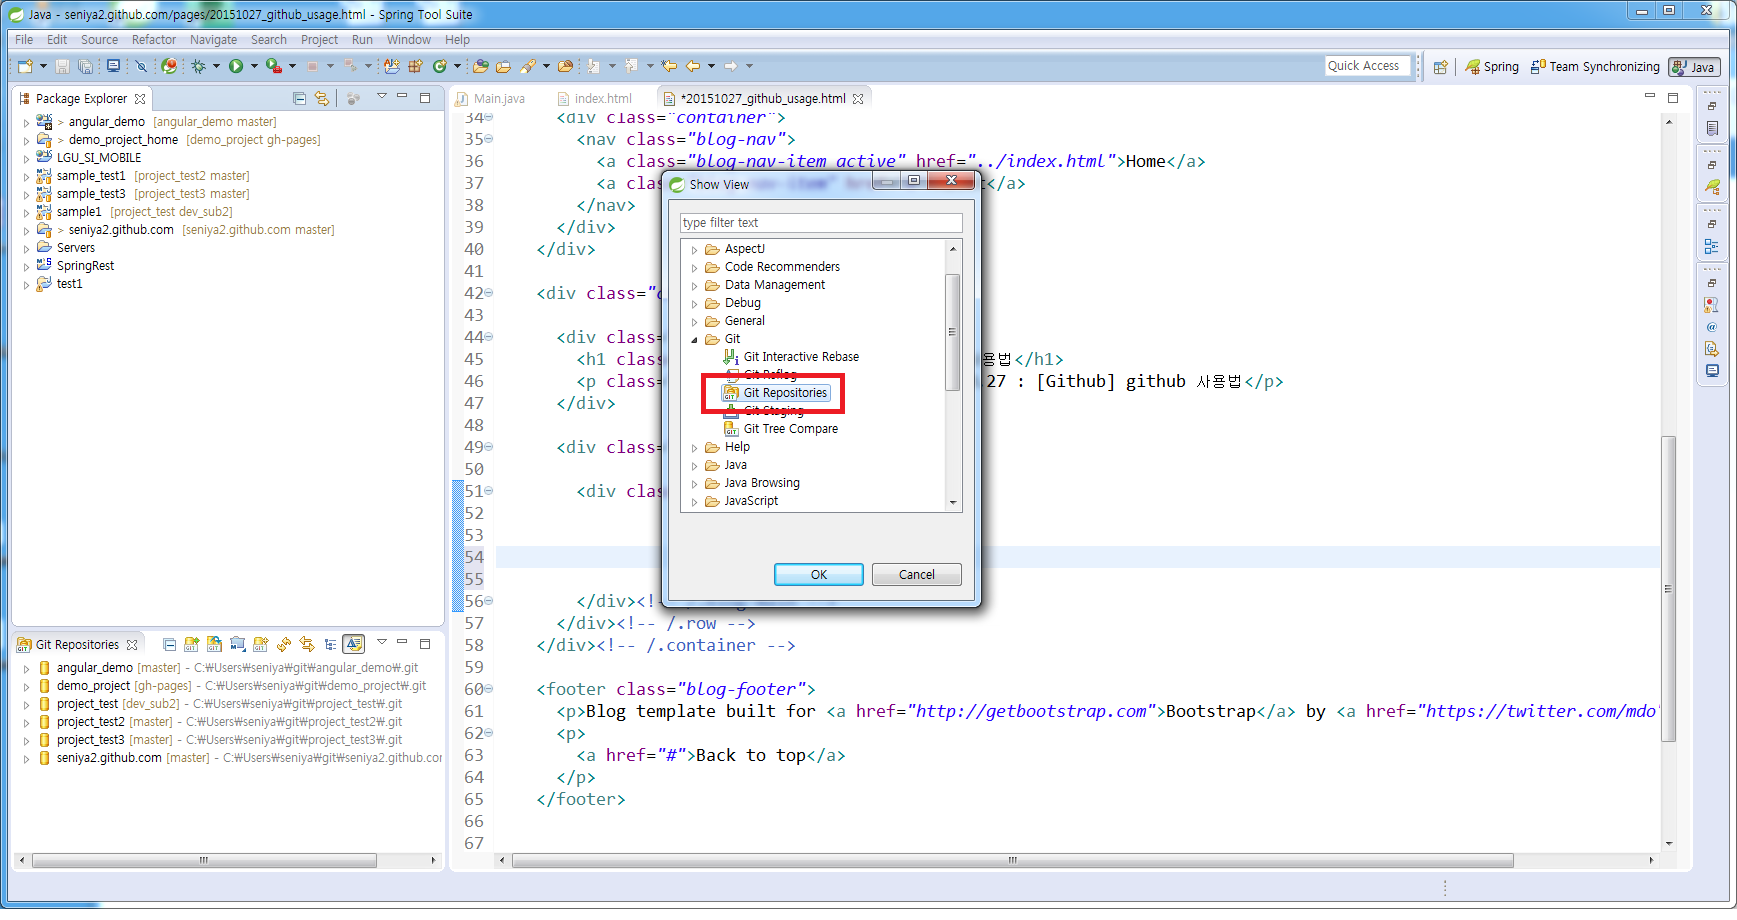 Java - seniya2.github.com/pages/20151027_github_usage.html - Spring Tool Suite
File Edit Source Refactor Navigate Search Project Run Window Help
Quick Access Spring Team Synchronizing Java
Package Explorer
> angular_demo [angular_demo master]
> demo_project_home [demo_project gh-pages]
LGU_SI_MOBILE
sample_test1 [project_test2 master]
sample_test3 [project_test3 master]
sample1 [project_test dev_sub2]
> seniya2.github.com [seniya2.github.com master]
Servers
SpringRest
test1
Git Repositories
angular_demo [master] - C:₩Users₩seniya₩git₩angular_demo₩.git
demo_project [gh-pages] - C:₩Users₩seniya₩git₩demo_project₩.git
project_test [dev_sub2] - C:₩Users₩seniya₩git₩project_test₩.git
project_test2 [master] - C:₩Users₩seniya₩git₩project_test2₩.git
project_test3 [master] - C:₩Users₩seniya₩git₩project_test3₩.git
seniya2.github.com [master] - C:₩Users₩seniya₩git₩seniya2.github.cor
Main.java index.html *20151027_github_usage.html
34 <div class="container">
35 <nav class="blog-nav">
36 <a class="blog-nav-item active" href="../index.html">Home</a>
37 <a clas t</a>
38 </nav>
39 </div>
40 </div>
41
42 <div class="c
43
44 <div class=
45 <h1 class 용법</h1>
46 <p class= .27 : [Github] github 사용법</p>
47 </div>
48
49 <div class=
50
51 <div clas
52
53
54
55
56 </div><!--
57 </div><!-- /.row -->
58 </div><!-- /.container -->
59
60 <footer class="blog-footer">
61 <p>Blog template built for <a href="http://getbootstrap.com">Bootstrap</a> by <a href="https://twitter.com/mdo"
62 <p>
63 <a href="#">Back to top</a>
64 </p>
65 </footer>
66
67
Show View
type filter text
AspectJ
Code Recommenders
Data Management
Debug
General
Git
Git Interactive Rebase
Git Reflog
Git Repositories
Git Staging
Git Tree Compare
Help
Java
Java Browsing
JavaScript
OK Cancel